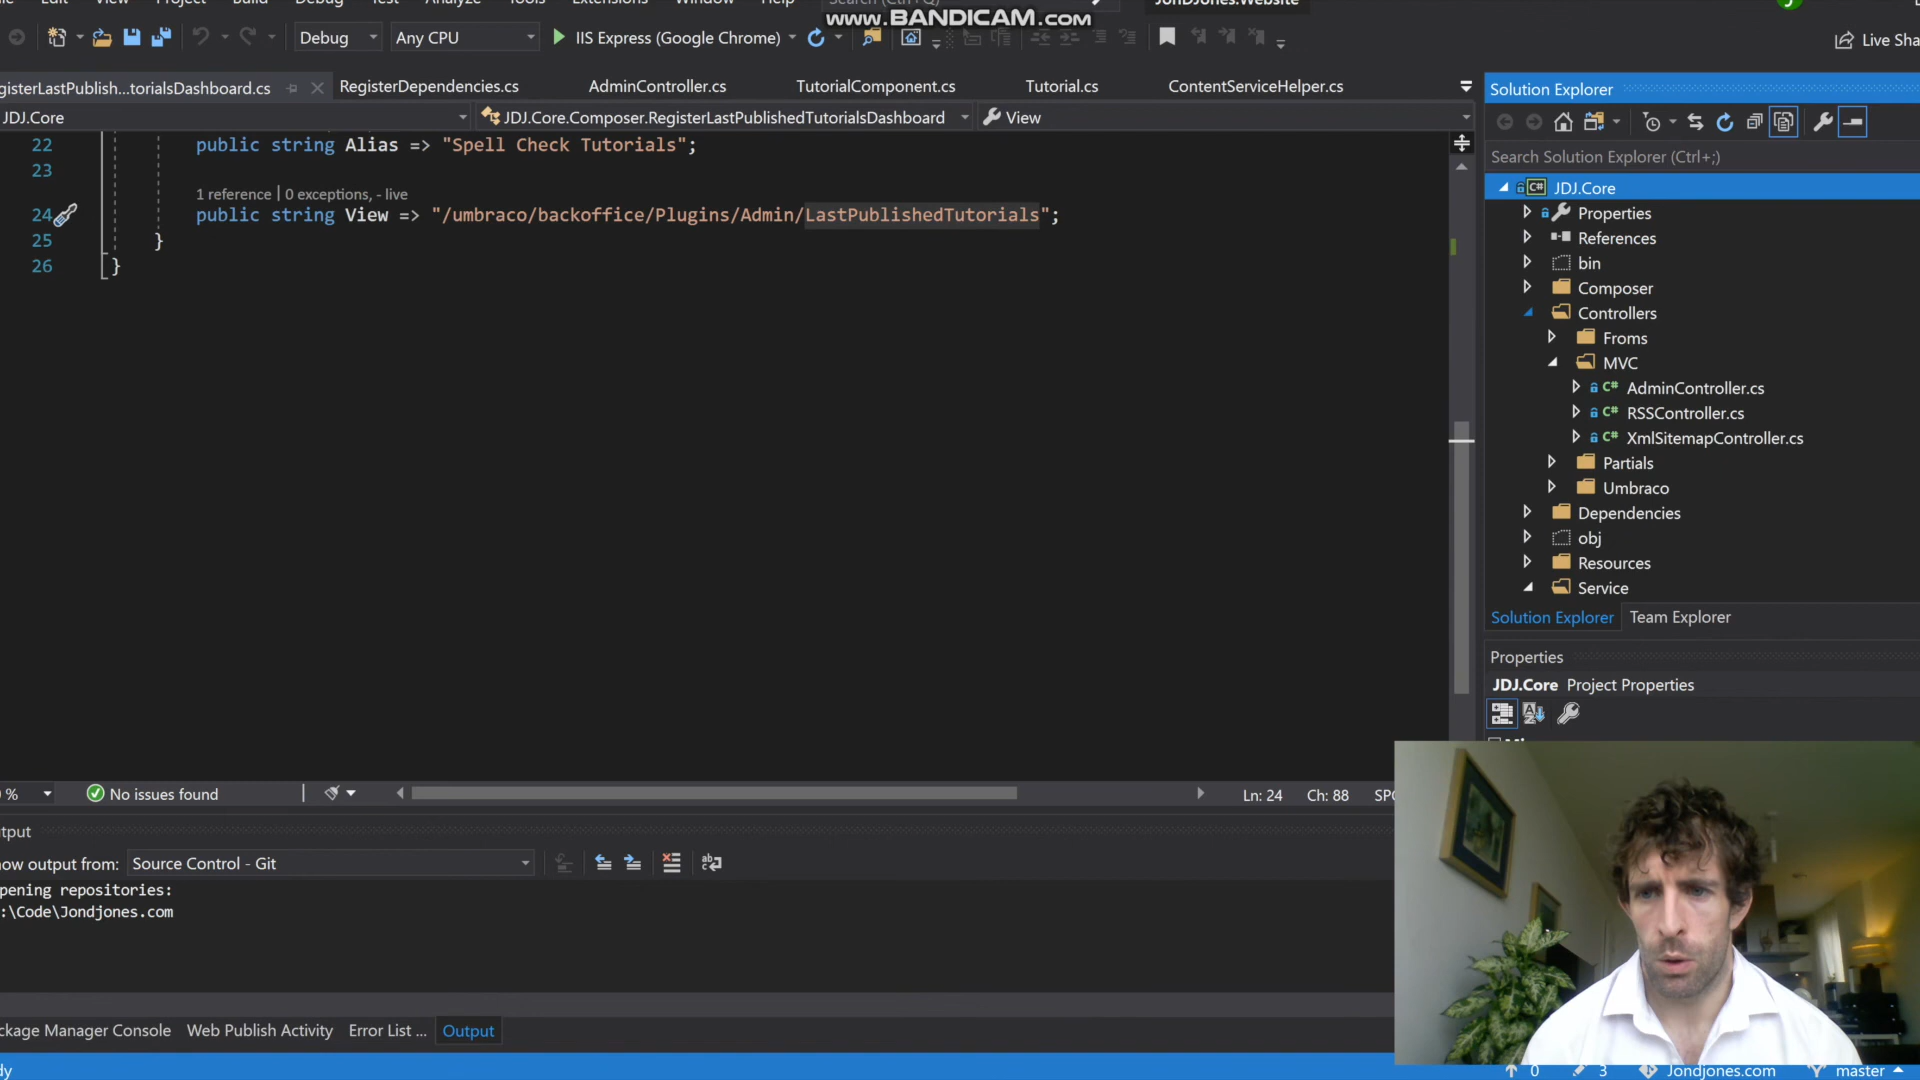 www.BANDICAM.com
JonDJones.Website
Debug
Any CPU
IIS Express (Google Chrome)
Live Sha
gisterLastPublish...torialsDashboard.cs
RegisterDependencies.cs
AdminController.cs
TutorialComponent.cs
Tutorial.cs
ContentServiceHelper.cs
JDJ.Core
JDJ.Core.Composer.RegisterLastPublishedTutorialsDashboard
View
22 public string Alias => "Spell Check Tutorials";
23
1 reference | 0 exceptions, - live
24 public string View => "/umbraco/backoffice/Plugins/Admin/LastPublishedTutorials";
25 }
26 }
Solution Explorer
Search Solution Explorer (Ctrl+;)
JDJ.Core
Properties
References
bin
Composer
Controllers
Froms
MVC
AdminController.cs
RSSController.cs
XmlSitemapController.cs
Partials
Umbraco
Dependencies
obj
Resources
Service
Solution Explorer
Team Explorer
Properties
JDJ.Core Project Properties
%
No issues found
Ln: 24
Ch: 88
SPC
tput
ow output from:
Source Control - Git
pening repositories:
:\Code\Jondjones.com
ckage Manager Console
Web Publish Activity
Error List ...
Output
dy
0
3
Jondjones.com
master